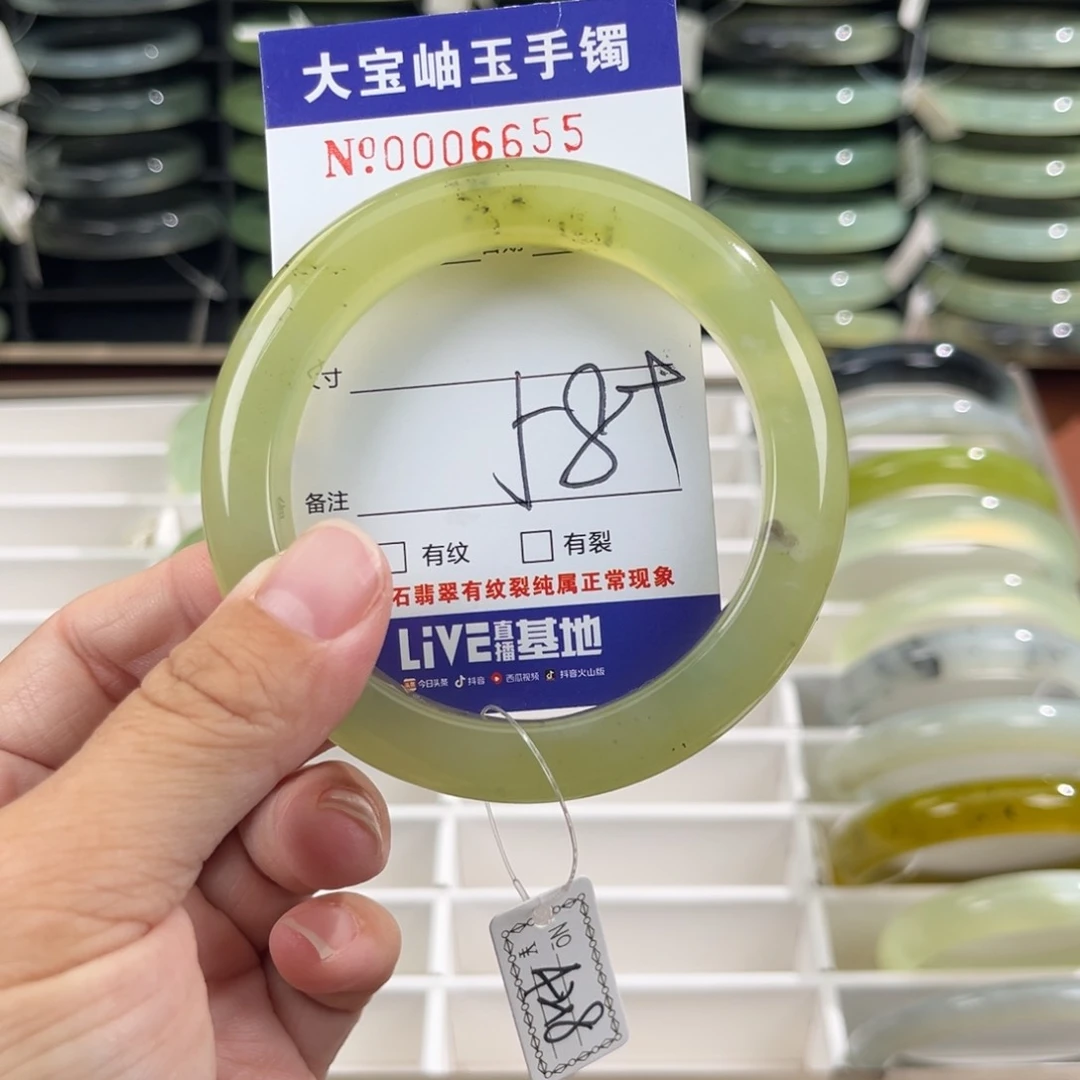 大宝岫玉手镯
Nº0006655
寸
58
备注
有纹 有裂
石翡翠有纹裂纯属正常现象
LiVE直播基地
今日头条 抖音 西瓜视频 抖音火山版
NO